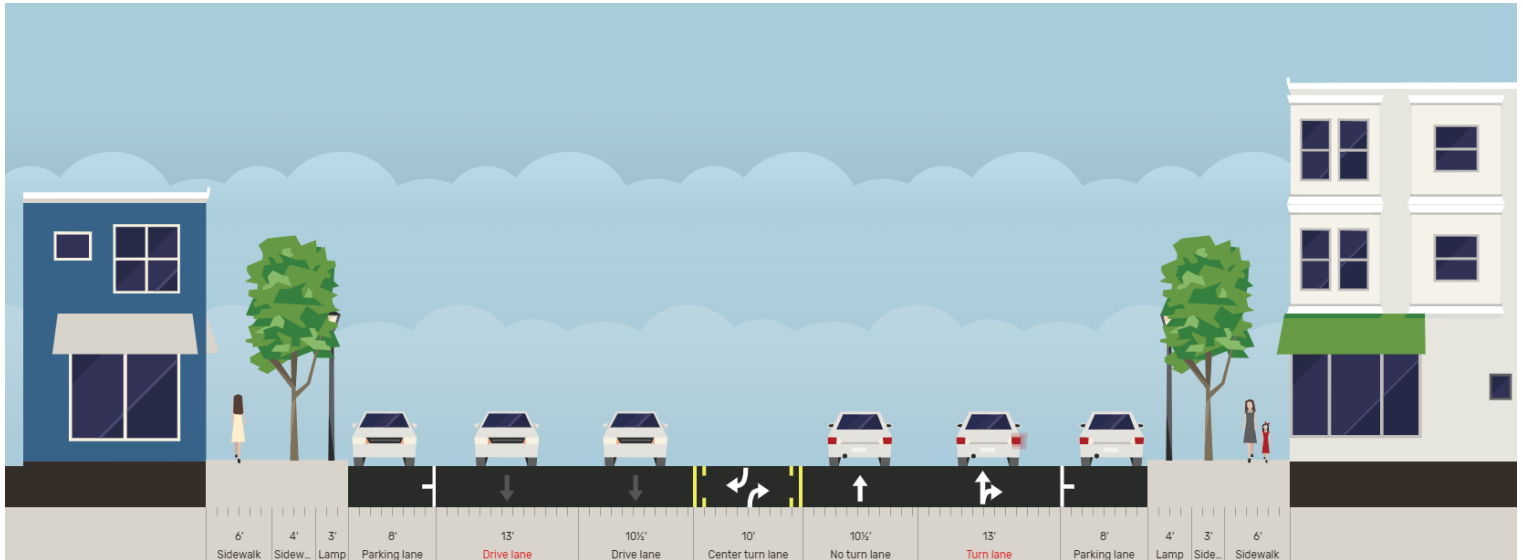 6' 4' 3' 8' 13' 10½' 10' 10½' 13' 8' 4' 3' 6'
Sidewalk Sidew... Lamp Parking lane Drive lane Drive lane Center turn lane No turn lane Turn lane Parking lane Lamp Side... Sidewalk